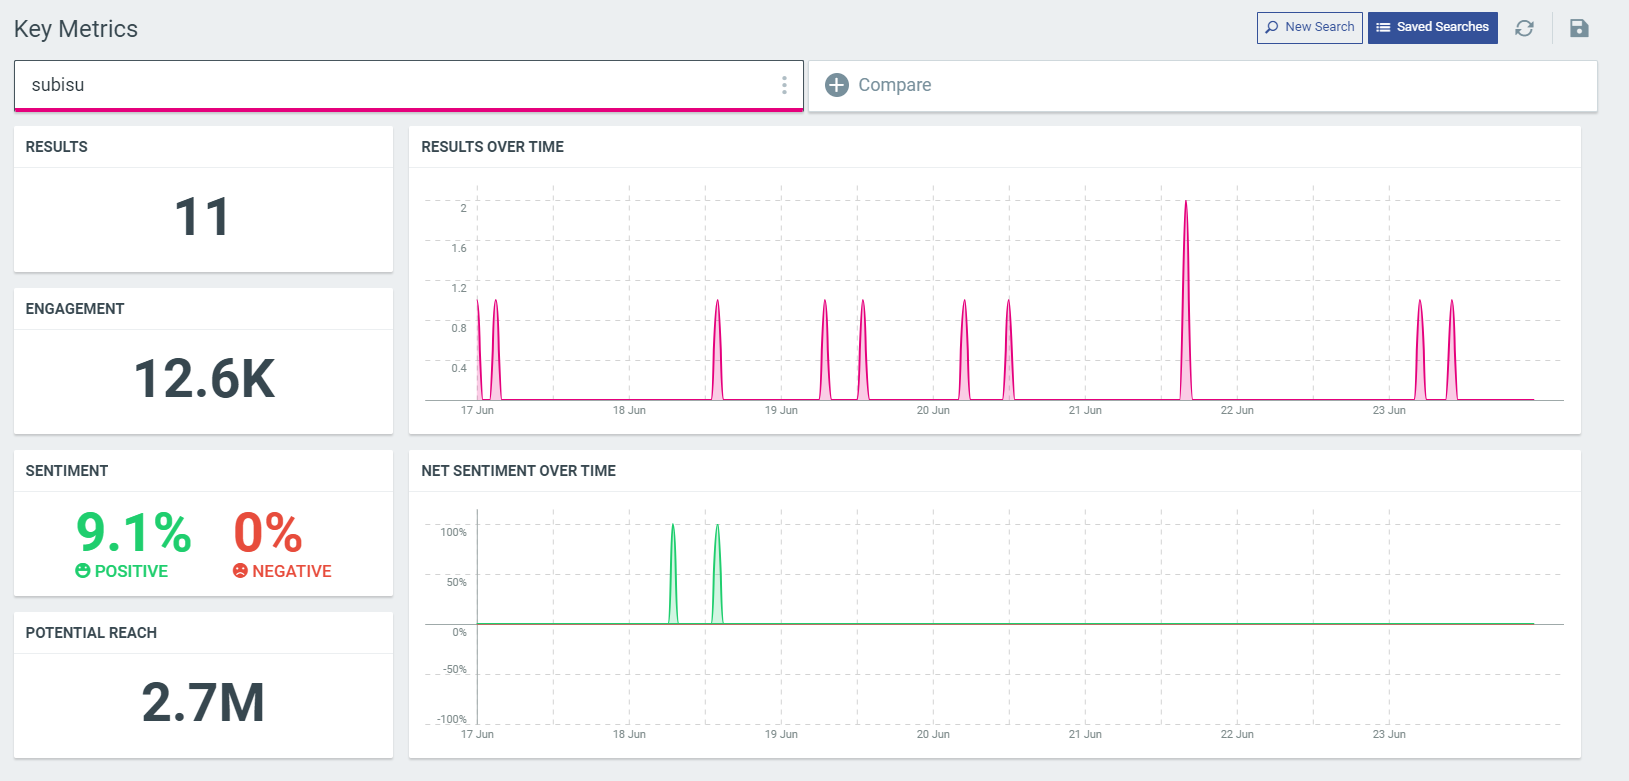 Key Metrics
New Search
Saved Searches
subisu
Compare
RESULTS
11
RESULTS OVER TIME
2
1.6
1.2
0.8
0.4
17 Jun 18 Jun 19 Jun 20 Jun 21 Jun 22 Jun 23 Jun
ENGAGEMENT
12.6K
SENTIMENT
9.1% 0%
POSITIVE NEGATIVE
NET SENTIMENT OVER TIME
100%
50%
0%
-50%
-100%
17 Jun 18 Jun 19 Jun 20 Jun 21 Jun 22 Jun 23 Jun
POTENTIAL REACH
2.7M